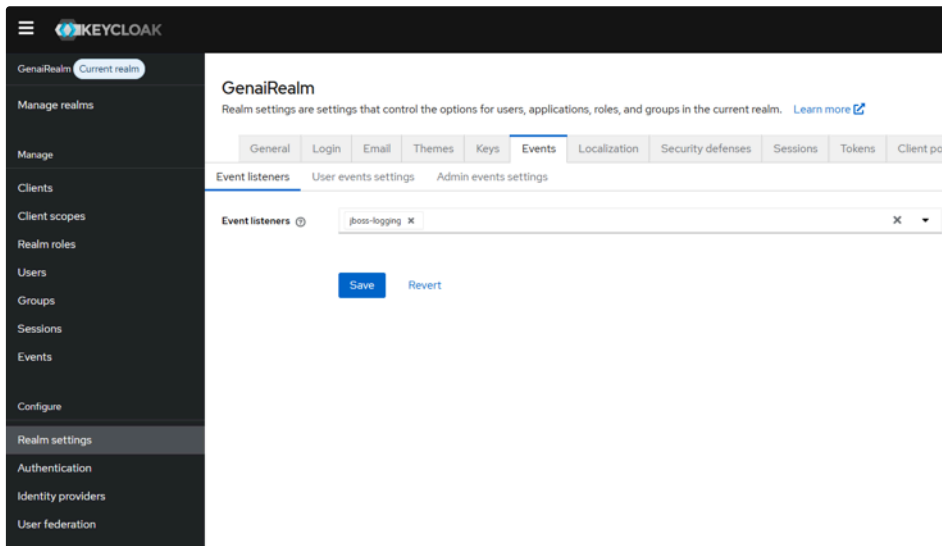 KEYCLOAK
GenaiRealm Current realm
Manage realms
Manage
Clients
Client scopes
Realm roles
Users
Groups
Sessions
Events
Configure
Realm settings
Authentication
Identity providers
User federation
GenaiRealm
Realm settings are settings that control the options for users, applications, roles, and groups in the current realm. Learn more
General Login Email Themes Keys Events Localization Security defenses Sessions Tokens Client po
Event listeners User events settings Admin events settings
Event listeners jboss-logging
Save Revert